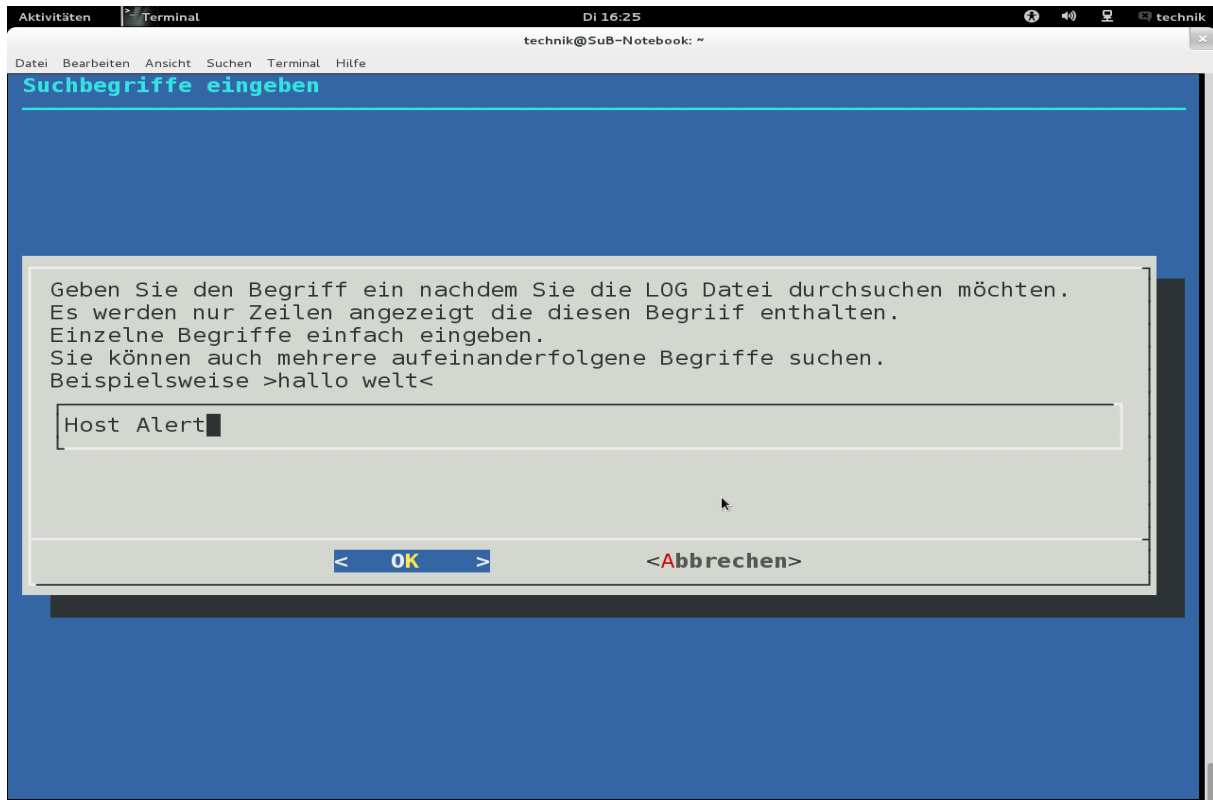 Aktivitäten Terminal Di 16:25 technik
technik@SuB-Notebook: ~
Datei Bearbeiten Ansicht Suchen Terminal Hilfe
Suchbegriffe eingeben
Geben Sie den Begriff ein nachdem Sie die LOG Datei durchsuchen möchten.
Es werden nur Zeilen angezeigt die diesen Begriif enthalten.
Einzelne Begriffe einfach eingeben.
Sie können auch mehrere aufeinanderfolgene Begriffe suchen.
Beispielsweise >hallo welt<
Host Alert
< OK > <Abbrechen>